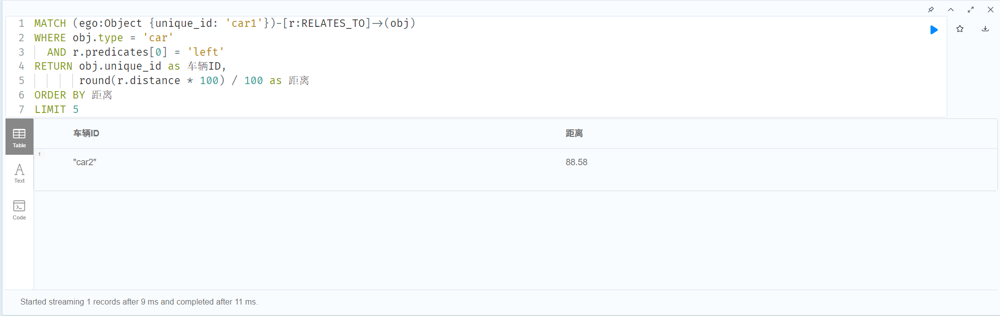 1 MATCH (ego:Object {unique_id: 'car1'})-[r:RELATES_TO]->(obj)
2 WHERE obj.type = 'car'
3   AND r.predicates[0] = 'left'
4 RETURN obj.unique_id as 车辆ID,
5        round(r.distance * 100) / 100 as 距离
6 ORDER BY 距离
7 LIMIT 5
车辆ID 距离
Table
1
"car2" 88.58
Text
Code
Started streaming 1 records after 9 ms and completed after 11 ms.